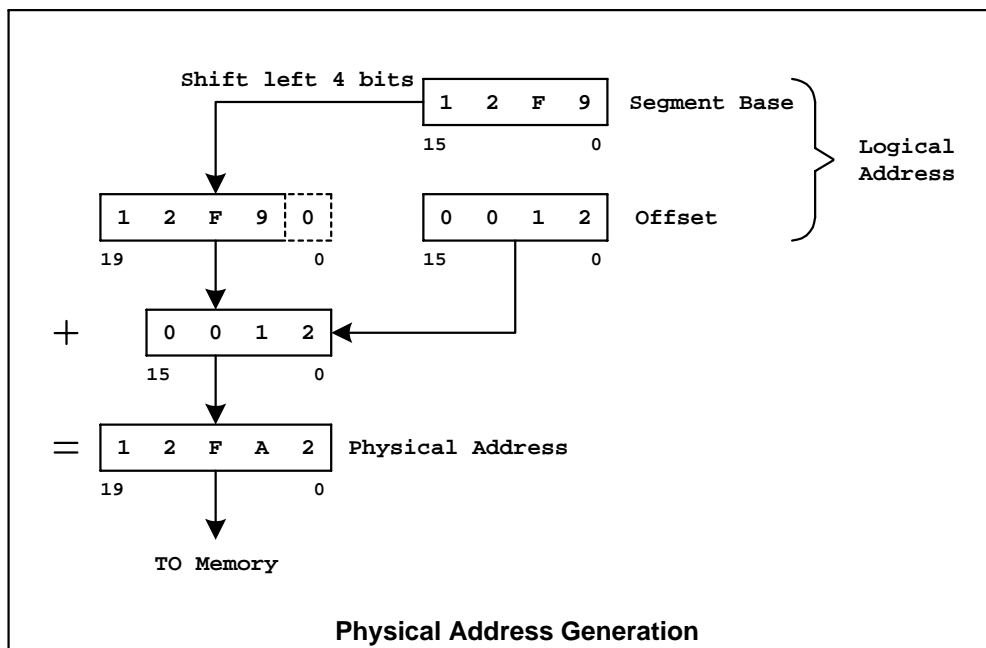 Shift left 4 bits
1 2 F 9 Segment Base
15 0
Logical
Address
1 2 F 9 0
0 0 1 2 Offset
19 0
15 0
+ 0 0 1 2
15 0
= 1 2 F A 2 Physical Address
19 0
TO Memory
Physical Address Generation